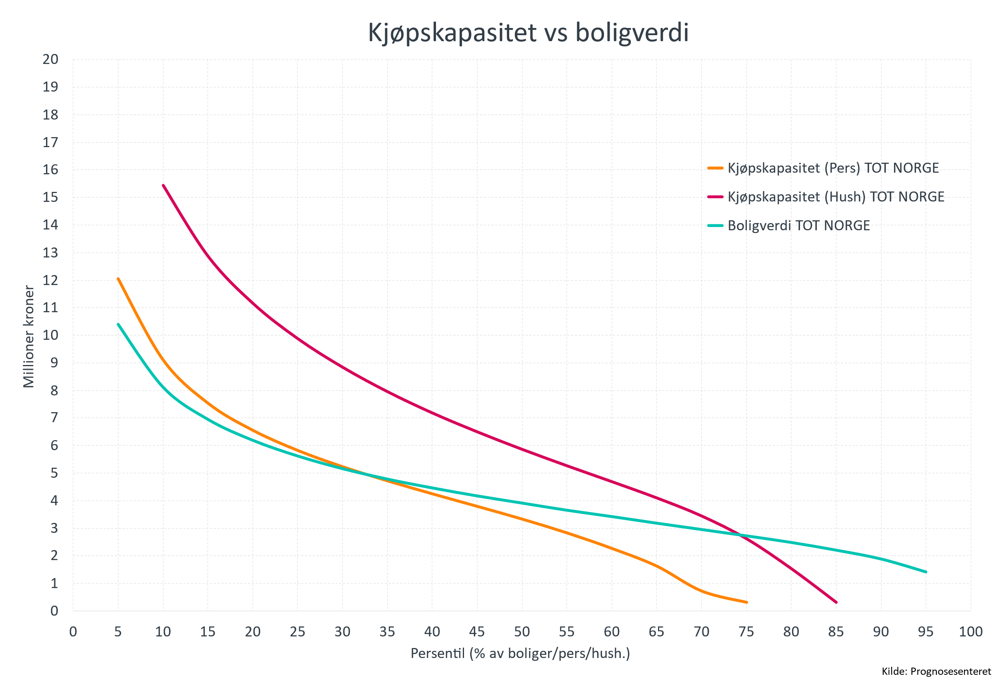 Kjøpskapasitet vs boligverdi
20
19
18
17
16
15
14
13
12
11
10
9
8
7
6
5
4
3
2
1
0
Millioner kroner
Kjøpskapasitet (Pers) TOT NORGE
Kjøpskapasitet (Hush) TOT NORGE
Boligverdi TOT NORGE
0 5 10 15 20 25 30 35 40 45 50 55 60 65 70 75 80 85 90 95 100
Persentil (% av boliger/pers/hush.)
Kilde: Prognosesenteret